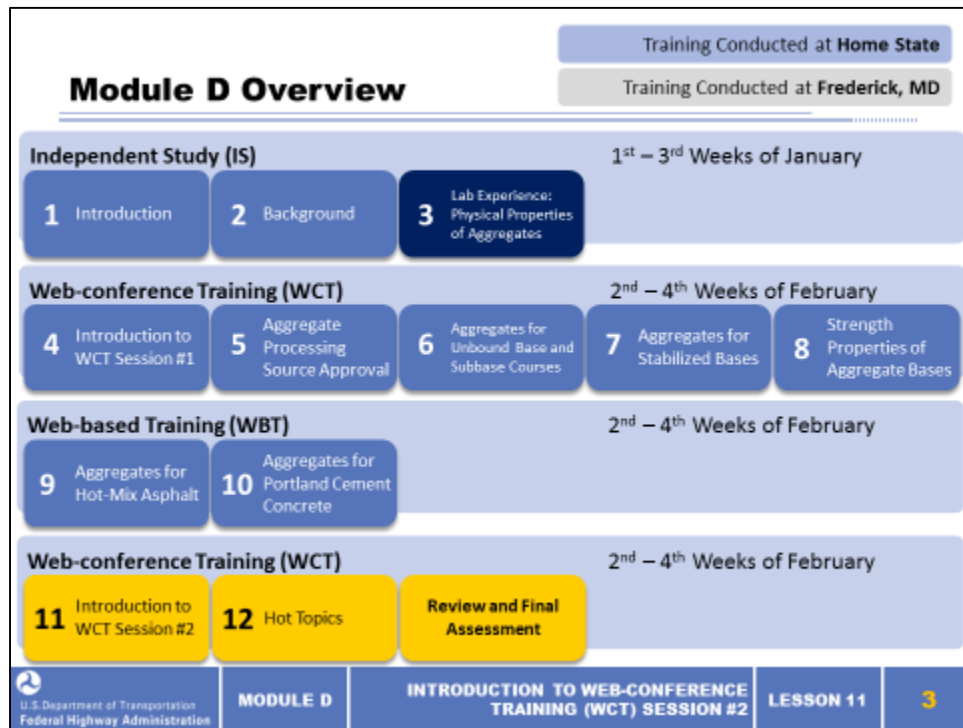 Training Conducted at Home State
Module D Overview
Training Conducted at Frederick, MD
Independent Study (IS)
1st – 3rd Weeks of January
1 Introduction
2 Background
3 Lab Experience:
Physical Properties
of Aggregates
Web-conference Training (WCT)
2nd – 4th Weeks of February
4 Introduction to
WCT Session #1
5 Aggregate
Processing
Source Approval
6 Aggregates for
Unbound Base and
Subbase Courses
7 Aggregates for
Stabilized Bases
8 Strength
Properties of
Aggregate Bases
Web-based Training (WBT)
2nd – 4th Weeks of February
9 Aggregates for
Hot-Mix Asphalt
10 Aggregates for
Portland Cement
Concrete
Web-conference Training (WCT)
2nd – 4th Weeks of February
11 Introduction to
WCT Session #2
12 Hot Topics
Review and Final
Assessment
U.S.Department of Transportation
Federal Highway Administration
MODULE D
INTRODUCTION TO WEB-CONFERENCE
TRAINING (WCT) SESSION #2
LESSON 11
3